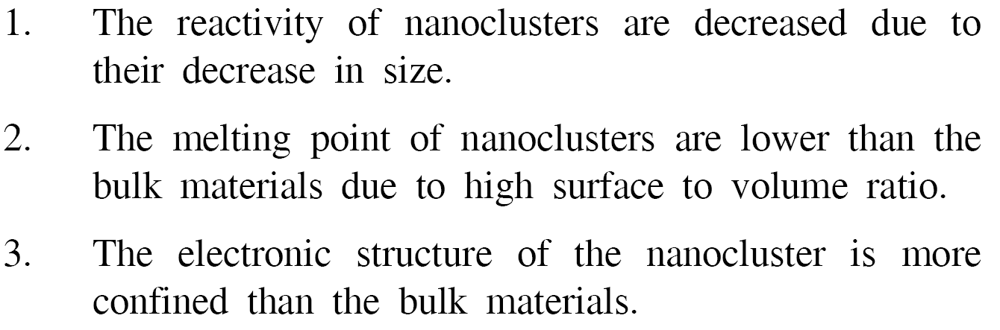 1. The reactivity of nanoclusters are decreased due to
their decrease in size.
2. The melting point of nanoclusters are lower than the
bulk materials due to high surface to volume ratio.
3. The electronic structure of the nanocluster is more
confined than the bulk materials.